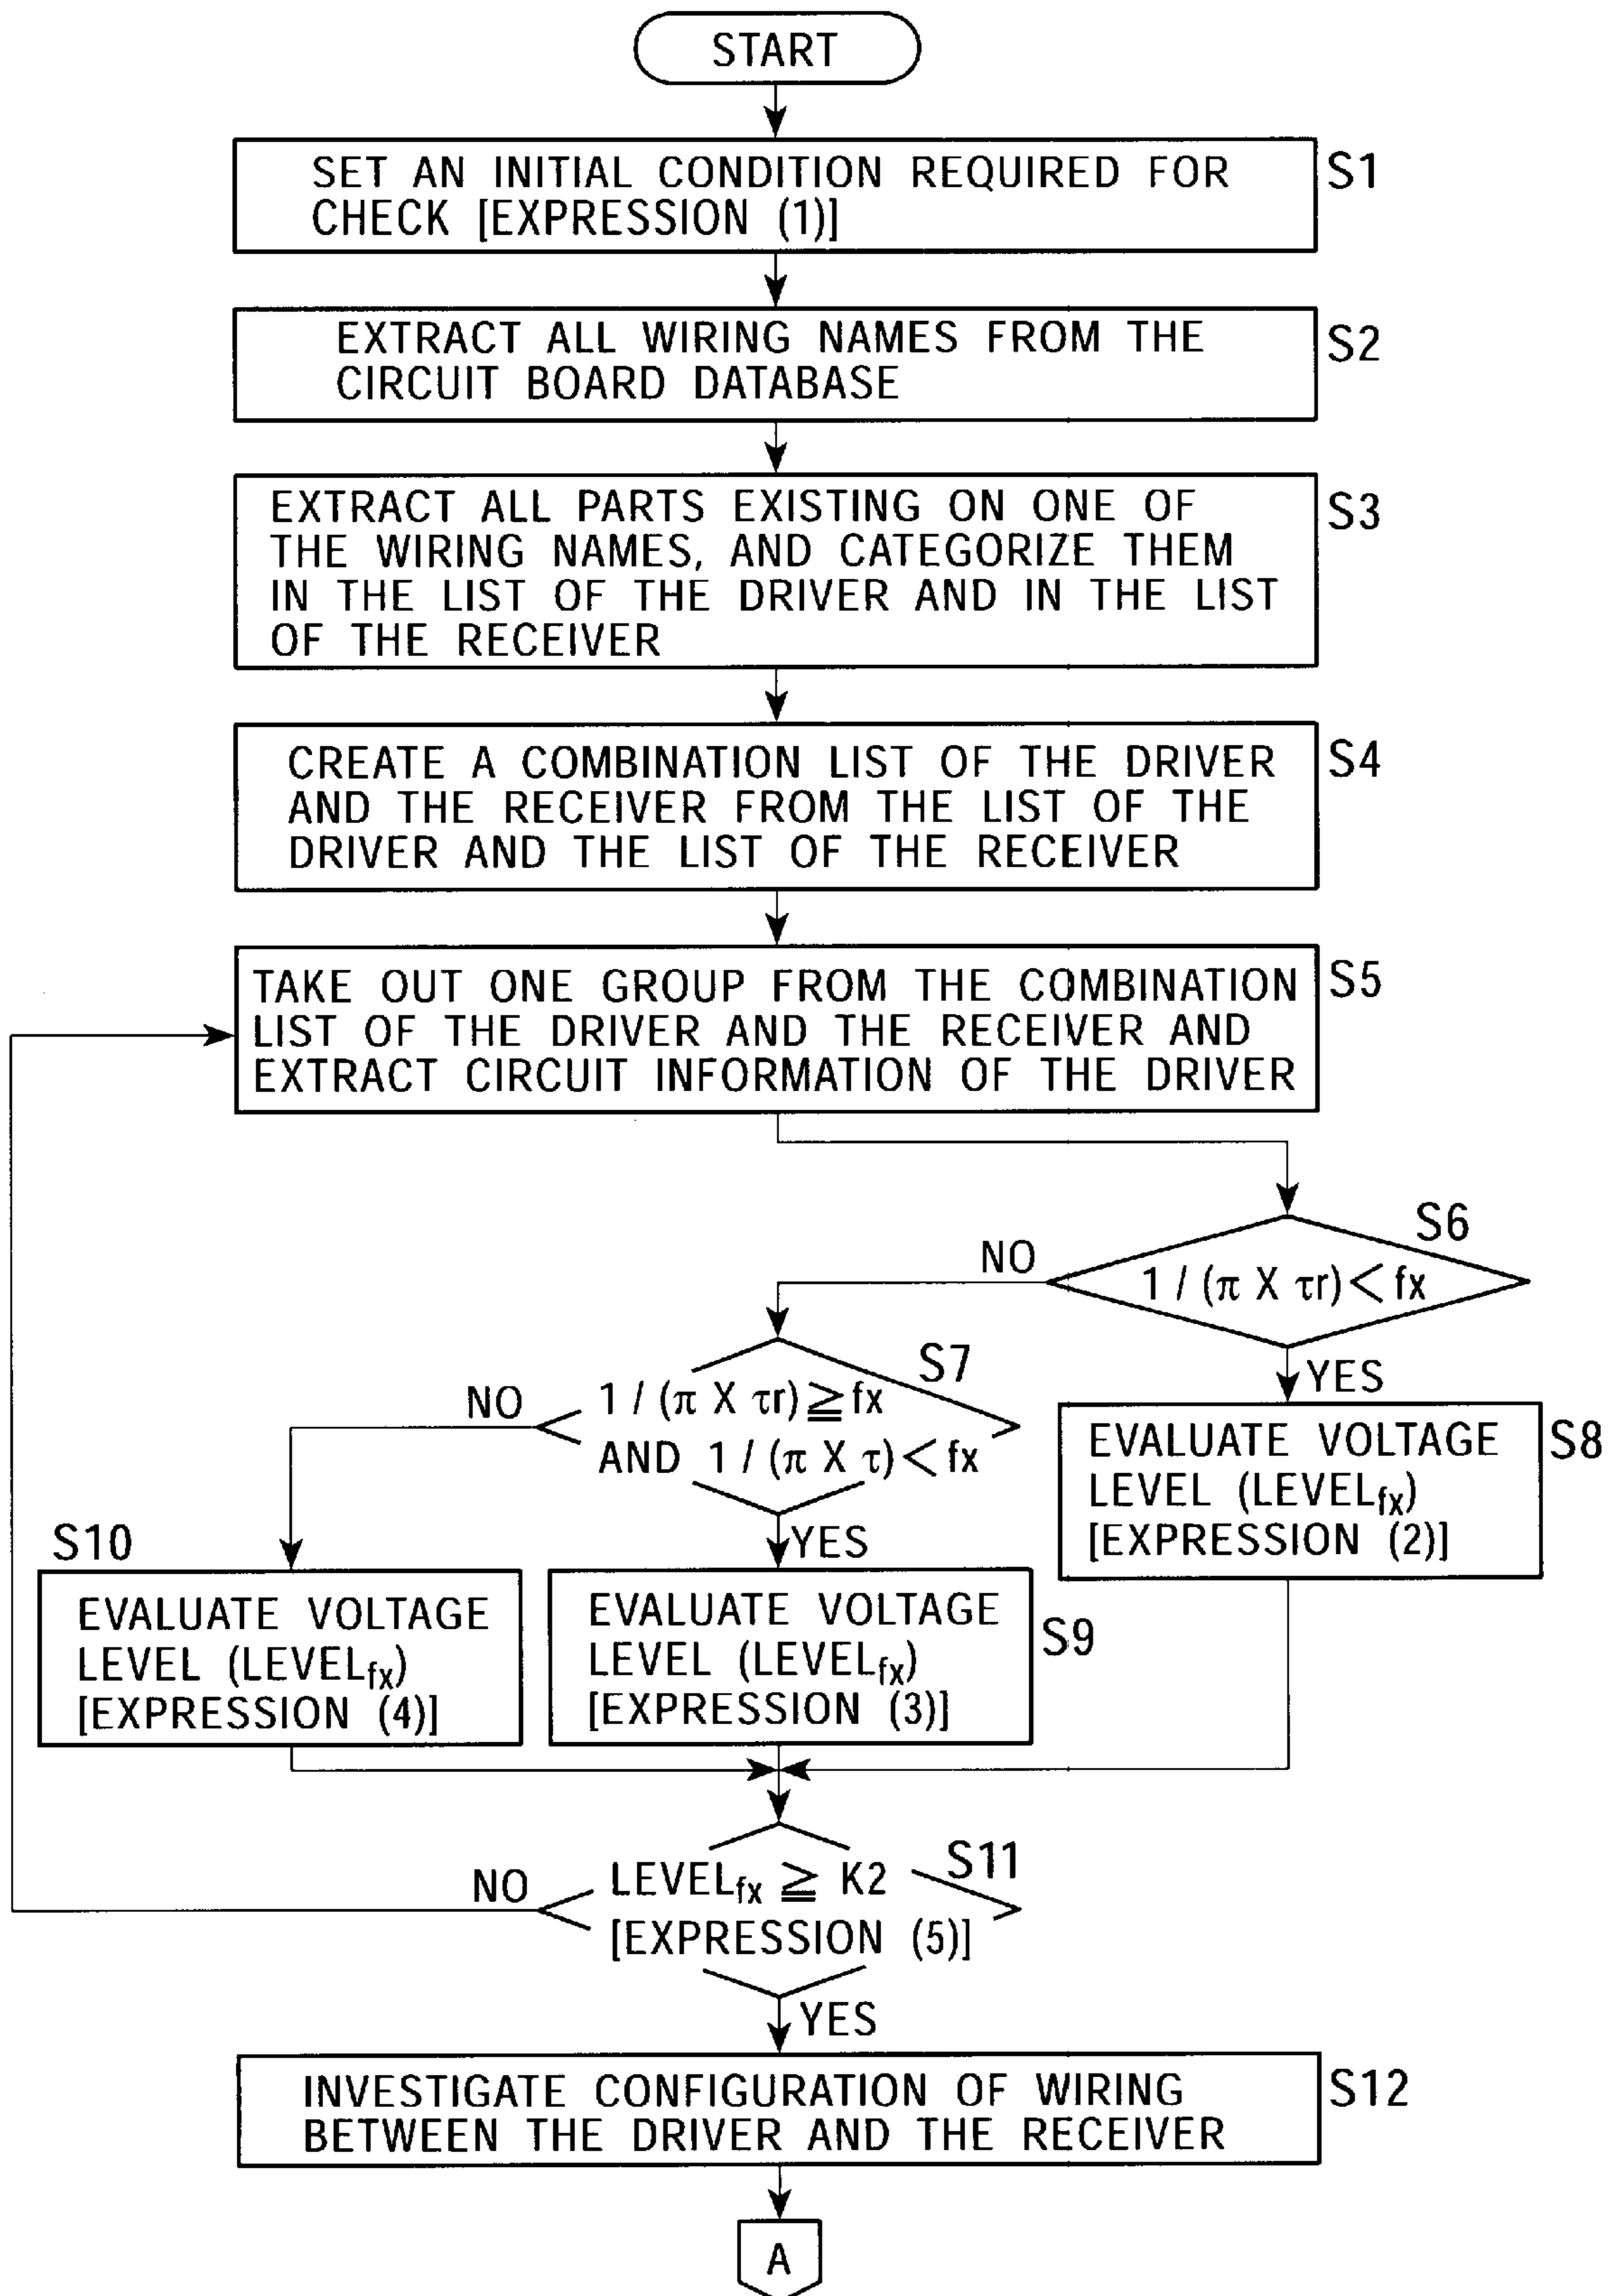 START
SET AN INITIAL CONDITION REQUIRED FOR
CHECK [EXPRESSION (1)]
S1
EXTRACT ALL WIRING NAMES FROM THE
CIRCUIT BOARD DATABASE
S2
EXTRACT ALL PARTS EXISTING ON ONE OF
THE WIRING NAMES, AND CATEGORIZE THEM
IN THE LIST OF THE DRIVER AND IN THE LIST
OF THE RECEIVER
S3
CREATE A COMBINATION LIST OF THE DRIVER
AND THE RECEIVER FROM THE LIST OF THE
DRIVER AND THE LIST OF THE RECEIVER
S4
TAKE OUT ONE GROUP FROM THE COMBINATION
LIST OF THE DRIVER AND THE RECEIVER AND
EXTRACT CIRCUIT INFORMATION OF THE DRIVER
S5
S6
NO
1 / (π X τr) < fx
YES
S7
NO
1 / (π X τr) ≧ fx
AND 1 / (π X τ) < fx
YES
EVALUATE VOLTAGE
LEVEL (LEVELfx)
[EXPRESSION (2)]
S8
S10
EVALUATE VOLTAGE
LEVEL (LEVELfx)
[EXPRESSION (4)]
EVALUATE VOLTAGE
LEVEL (LEVELfx)
[EXPRESSION (3)]
S9
S11
NO
LEVELfx ≧ K2
[EXPRESSION (5)]
YES
INVESTIGATE CONFIGURATION OF WIRING
BETWEEN THE DRIVER AND THE RECEIVER
S12
A